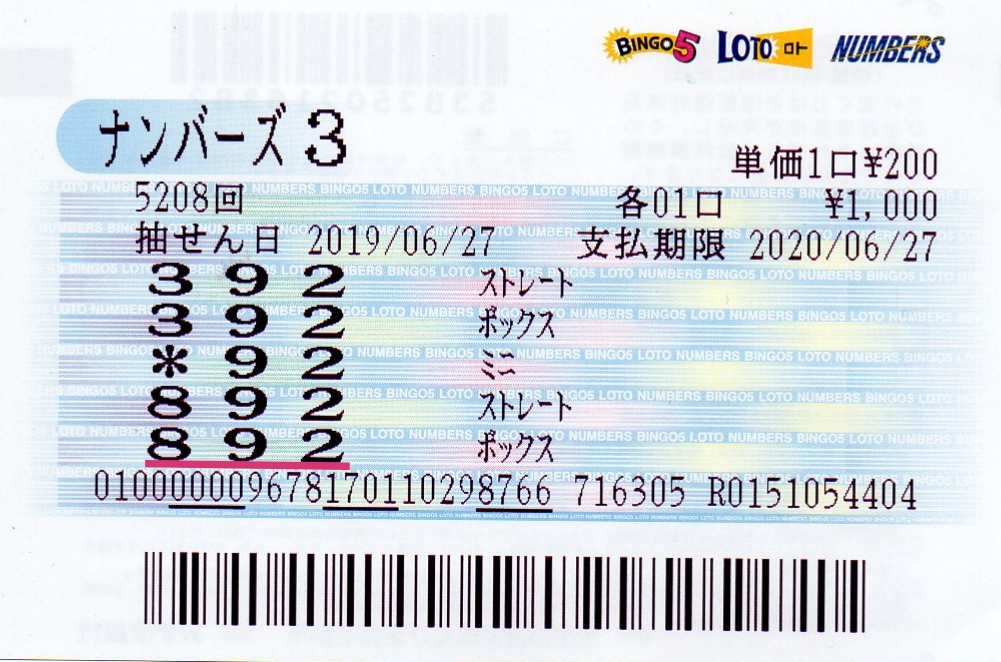 BINGO5 LOTO ロト NUMBERS
ナンバーズ3
単価1口¥200
5208回 各01口 ¥1,000
抽せん日 2019/06/27 支払期限 2020/06/27
3 9 2 ストレート
3 9 2 ボックス
* 9 2 ミニ
8 9 2 ストレート
8 9 2 ボックス
010000009678170110298766 716305 R0151054404